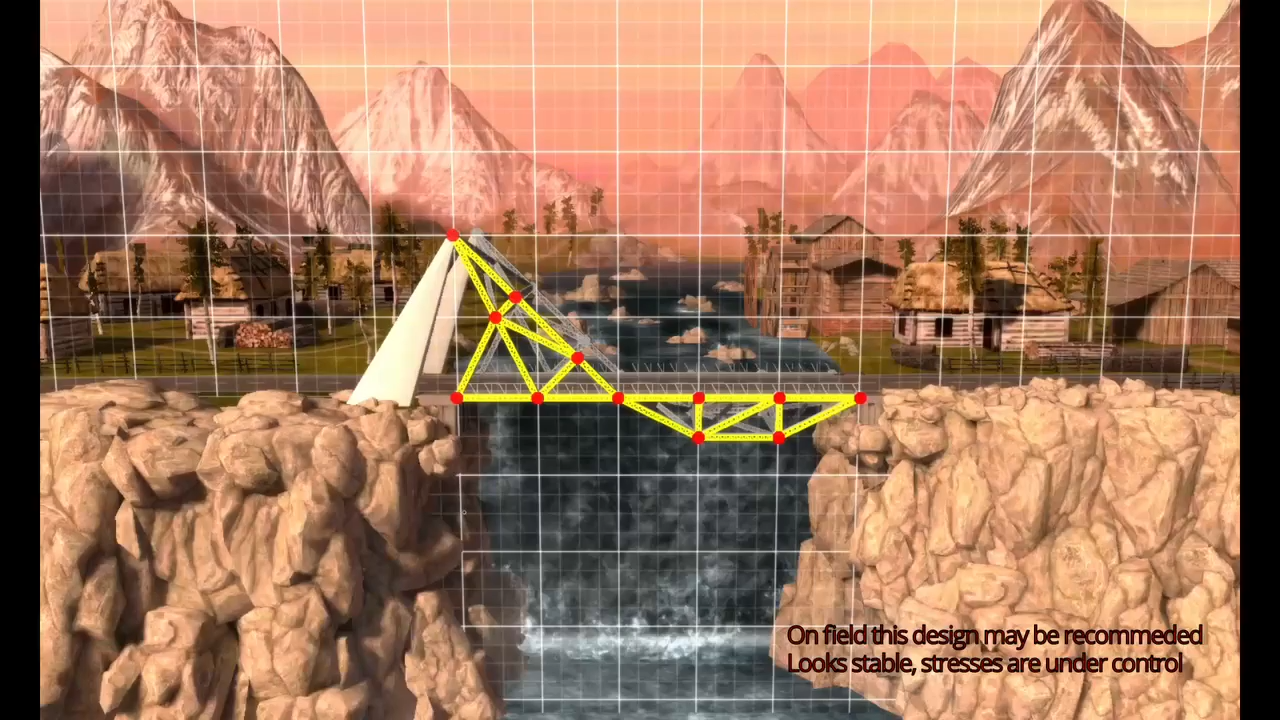 On field this design may be recommeded
Looks stable, stresses are under control